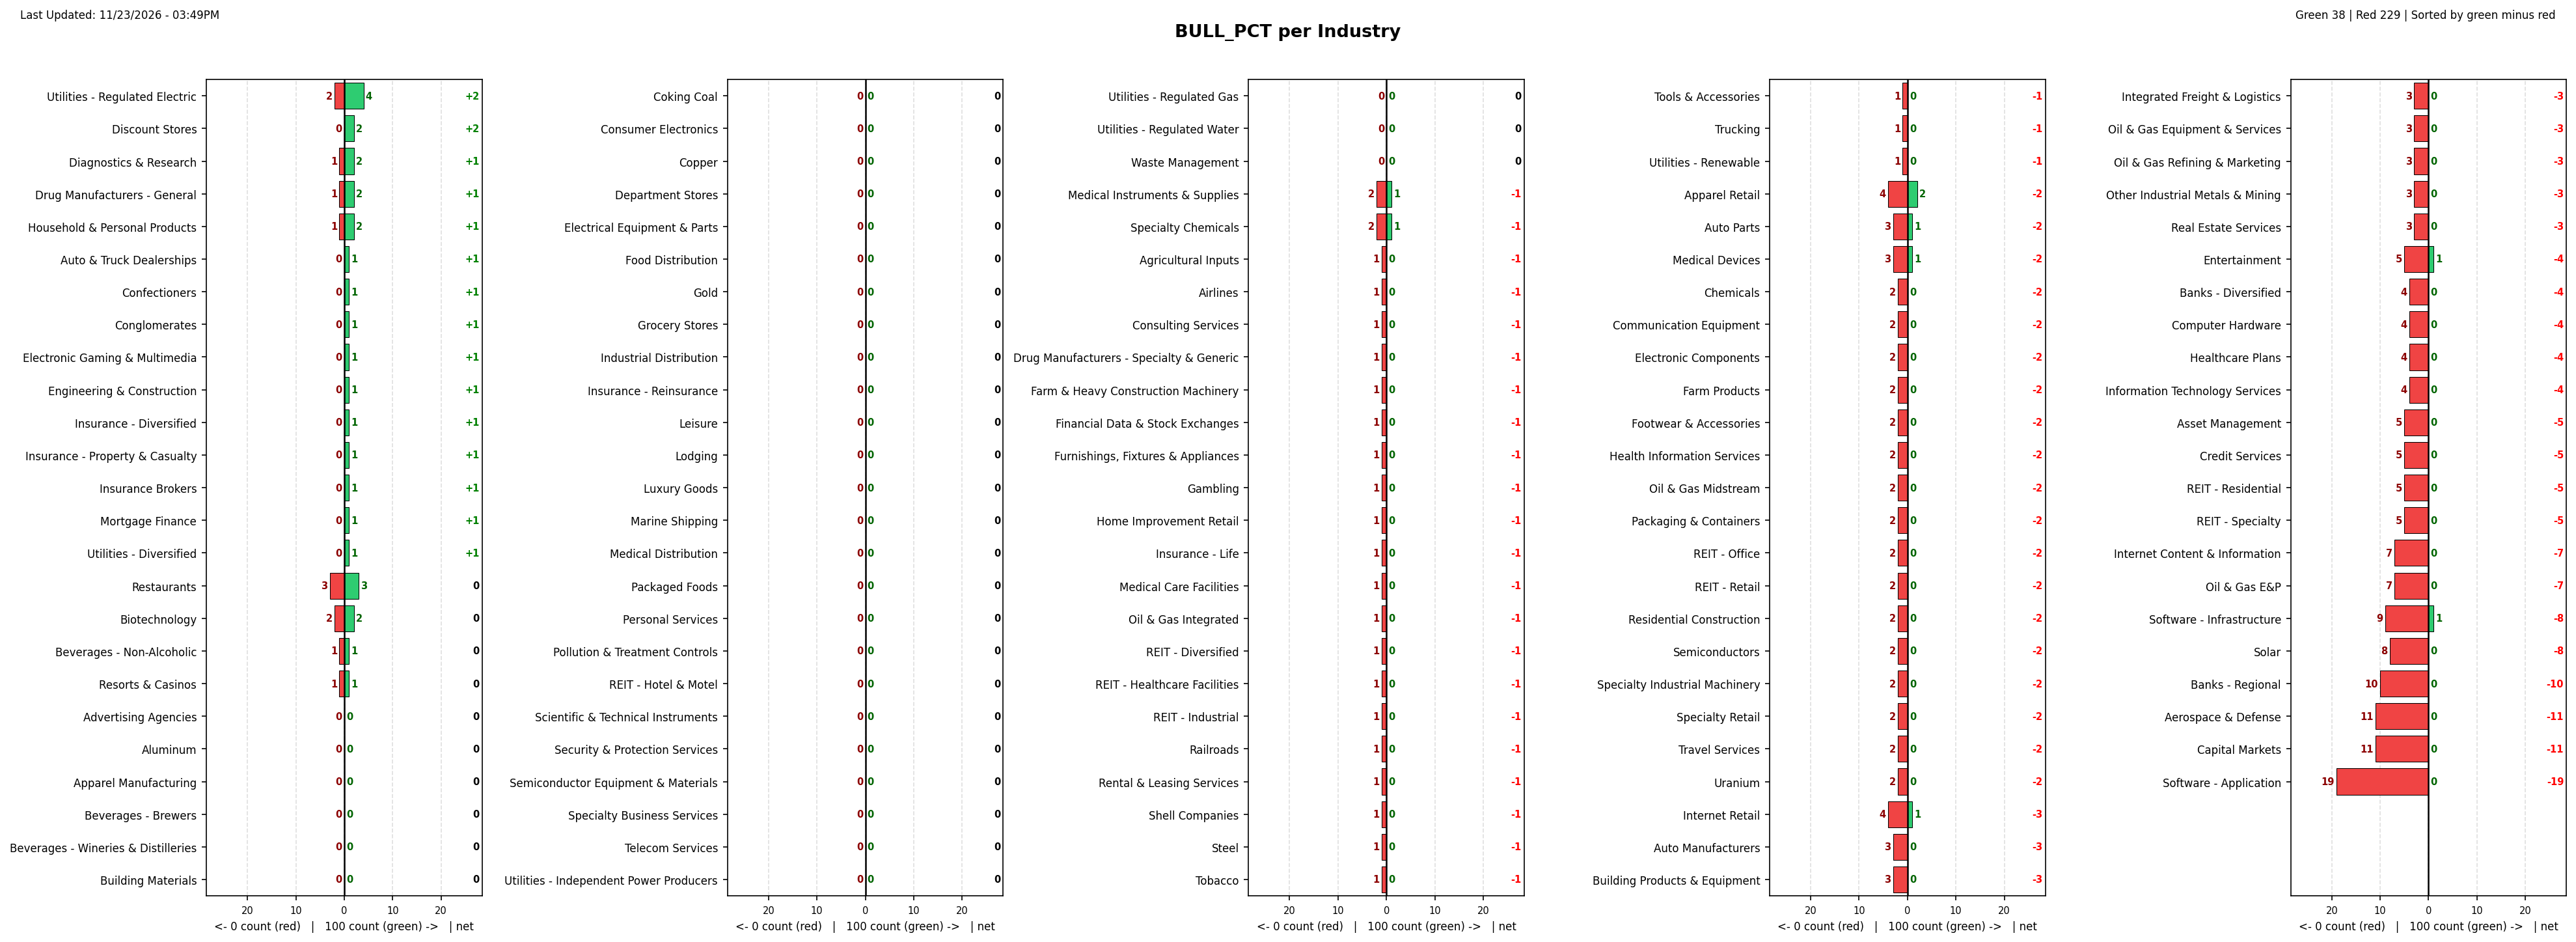 Last Updated: 11/23/2026 - 03:49PM
Green 38 | Red 229 | Sorted by green minus red
BULL_PCT per Industry
Utilities - Regulated Electric 2 4 +2
Discount Stores 0 2 +2
Diagnostics & Research 1 2 +1
Drug Manufacturers - General 1 2 +1
Household & Personal Products 1 2 +1
Auto & Truck Dealerships 0 1 +1
Confectioners 0 1 +1
Conglomerates 0 1 +1
Electronic Gaming & Multimedia 0 1 +1
Engineering & Construction 0 1 +1
Insurance - Diversified 0 1 +1
Insurance - Property & Casualty 0 1 +1
Insurance Brokers 0 1 +1
Mortgage Finance 0 1 +1
Utilities - Diversified 0 1 +1
Restaurants 3 3 0
Biotechnology 2 2 0
Beverages - Non-Alcoholic 1 1 0
Resorts & Casinos 1 1 0
Advertising Agencies 0 0 0
Aluminum 0 0 0
Apparel Manufacturing 0 0 0
Beverages - Brewers 0 0 0
Beverages - Wineries & Distilleries 0 0 0
Building Materials 0 0 0
20 10 0 10 20
<- 0 count (red) | 100 count (green) -> | net
Coking Coal 0 0 0
Consumer Electronics 0 0 0
Copper 0 0 0
Department Stores 0 0 0
Electrical Equipment & Parts 0 0 0
Food Distribution 0 0 0
Gold 0 0 0
Grocery Stores 0 0 0
Industrial Distribution 0 0 0
Insurance - Reinsurance 0 0 0
Leisure 0 0 0
Lodging 0 0 0
Luxury Goods 0 0 0
Marine Shipping 0 0 0
Medical Distribution 0 0 0
Packaged Foods 0 0 0
Personal Services 0 0 0
Pollution & Treatment Controls 0 0 0
REIT - Hotel & Motel 0 0 0
Scientific & Technical Instruments 0 0 0
Security & Protection Services 0 0 0
Semiconductor Equipment & Materials 0 0 0
Specialty Business Services 0 0 0
Telecom Services 0 0 0
Utilities - Independent Power Producers 0 0 0
20 10 0 10 20
<- 0 count (red) | 100 count (green) -> | net
Utilities - Regulated Gas 0 0 0
Utilities - Regulated Water 0 0 0
Waste Management 0 0 0
Medical Instruments & Supplies 2 1 -1
Specialty Chemicals 2 1 -1
Agricultural Inputs 1 0 -1
Airlines 1 0 -1
Consulting Services 1 0 -1
Drug Manufacturers - Specialty & Generic 1 0 -1
Farm & Heavy Construction Machinery 1 0 -1
Financial Data & Stock Exchanges 1 0 -1
Furnishings, Fixtures & Appliances 1 0 -1
Gambling 1 0 -1
Home Improvement Retail 1 0 -1
Insurance - Life 1 0 -1
Medical Care Facilities 1 0 -1
Oil & Gas Integrated 1 0 -1
REIT - Diversified 1 0 -1
REIT - Healthcare Facilities 1 0 -1
REIT - Industrial 1 0 -1
Railroads 1 0 -1
Rental & Leasing Services 1 0 -1
Shell Companies 1 0 -1
Steel 1 0 -1
Tobacco 1 0 -1
20 10 0 10 20
<- 0 count (red) | 100 count (green) -> | net
Tools & Accessories 1 0 -1
Trucking 1 0 -1
Utilities - Renewable 1 0 -1
Apparel Retail 4 2 -2
Auto Parts 3 1 -2
Medical Devices 3 1 -2
Chemicals 2 0 -2
Communication Equipment 2 0 -2
Electronic Components 2 0 -2
Farm Products 2 0 -2
Footwear & Accessories 2 0 -2
Health Information Services 2 0 -2
Oil & Gas Midstream 2 0 -2
Packaging & Containers 2 0 -2
REIT - Office 2 0 -2
REIT - Retail 2 0 -2
Residential Construction 2 0 -2
Semiconductors 2 0 -2
Specialty Industrial Machinery 2 0 -2
Specialty Retail 2 0 -2
Travel Services 2 0 -2
Uranium 2 0 -2
Internet Retail 4 1 -3
Auto Manufacturers 3 0 -3
Building Products & Equipment 3 0 -3
20 10 0 10 20
<- 0 count (red) | 100 count (green) -> | net
Integrated Freight & Logistics 3 0 -3
Oil & Gas Equipment & Services 3 0 -3
Oil & Gas Refining & Marketing 3 0 -3
Other Industrial Metals & Mining 3 0 -3
Real Estate Services 3 0 -3
Entertainment 5 1 -4
Banks - Diversified 4 0 -4
Computer Hardware 4 0 -4
Healthcare Plans 4 0 -4
Information Technology Services 4 0 -4
Asset Management 5 0 -5
Credit Services 5 0 -5
REIT - Residential 5 0 -5
REIT - Specialty 5 0 -5
Internet Content & Information 7 0 -7
Oil & Gas E&P 7 0 -7
Software - Infrastructure 9 1 -8
Solar 8 0 -8
Banks - Regional 10 0 -10
Aerospace & Defense 11 0 -11
Capital Markets 11 0 -11
Software - Application 19 0 -19
20 10 0 10 20
<- 0 count (red) | 100 count (green) -> | net